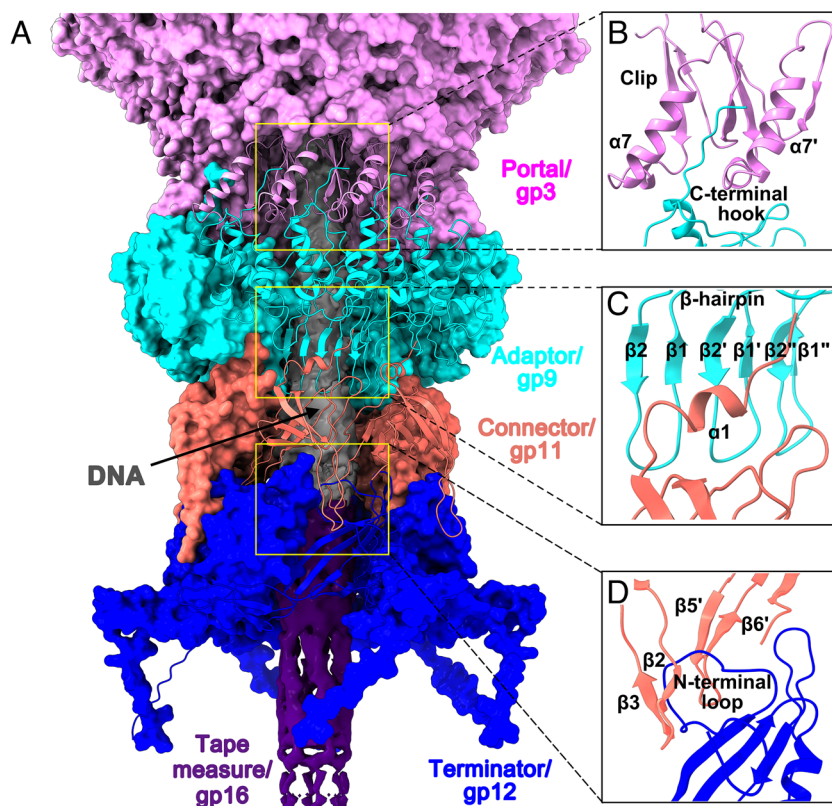 A
Portal/
gp3
Adaptor/
gp9
Connector/
gp11
DNA
Tape
measure/
gp16
Terminator/
gp12
B
Clip
α7
α7'
C-terminal
hook
C
β-hairpin
β2 β1 β2' β1' β2" β1"
α1
D
β5'
β6'
β2
N-terminal
loop
β3